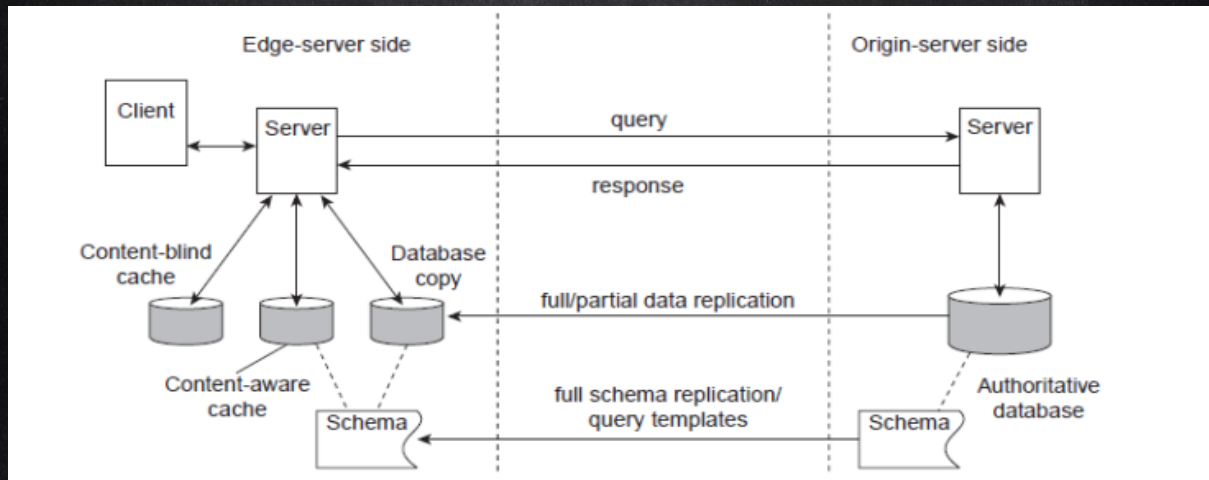 Edge-server side
Origin-server side
Client
Server
query
Server
response
Content-blind
cache
Database
copy
full/partial data replication
Content-aware
cache
Authoritative
database
full schema replication/
query templates
Schema
Schema